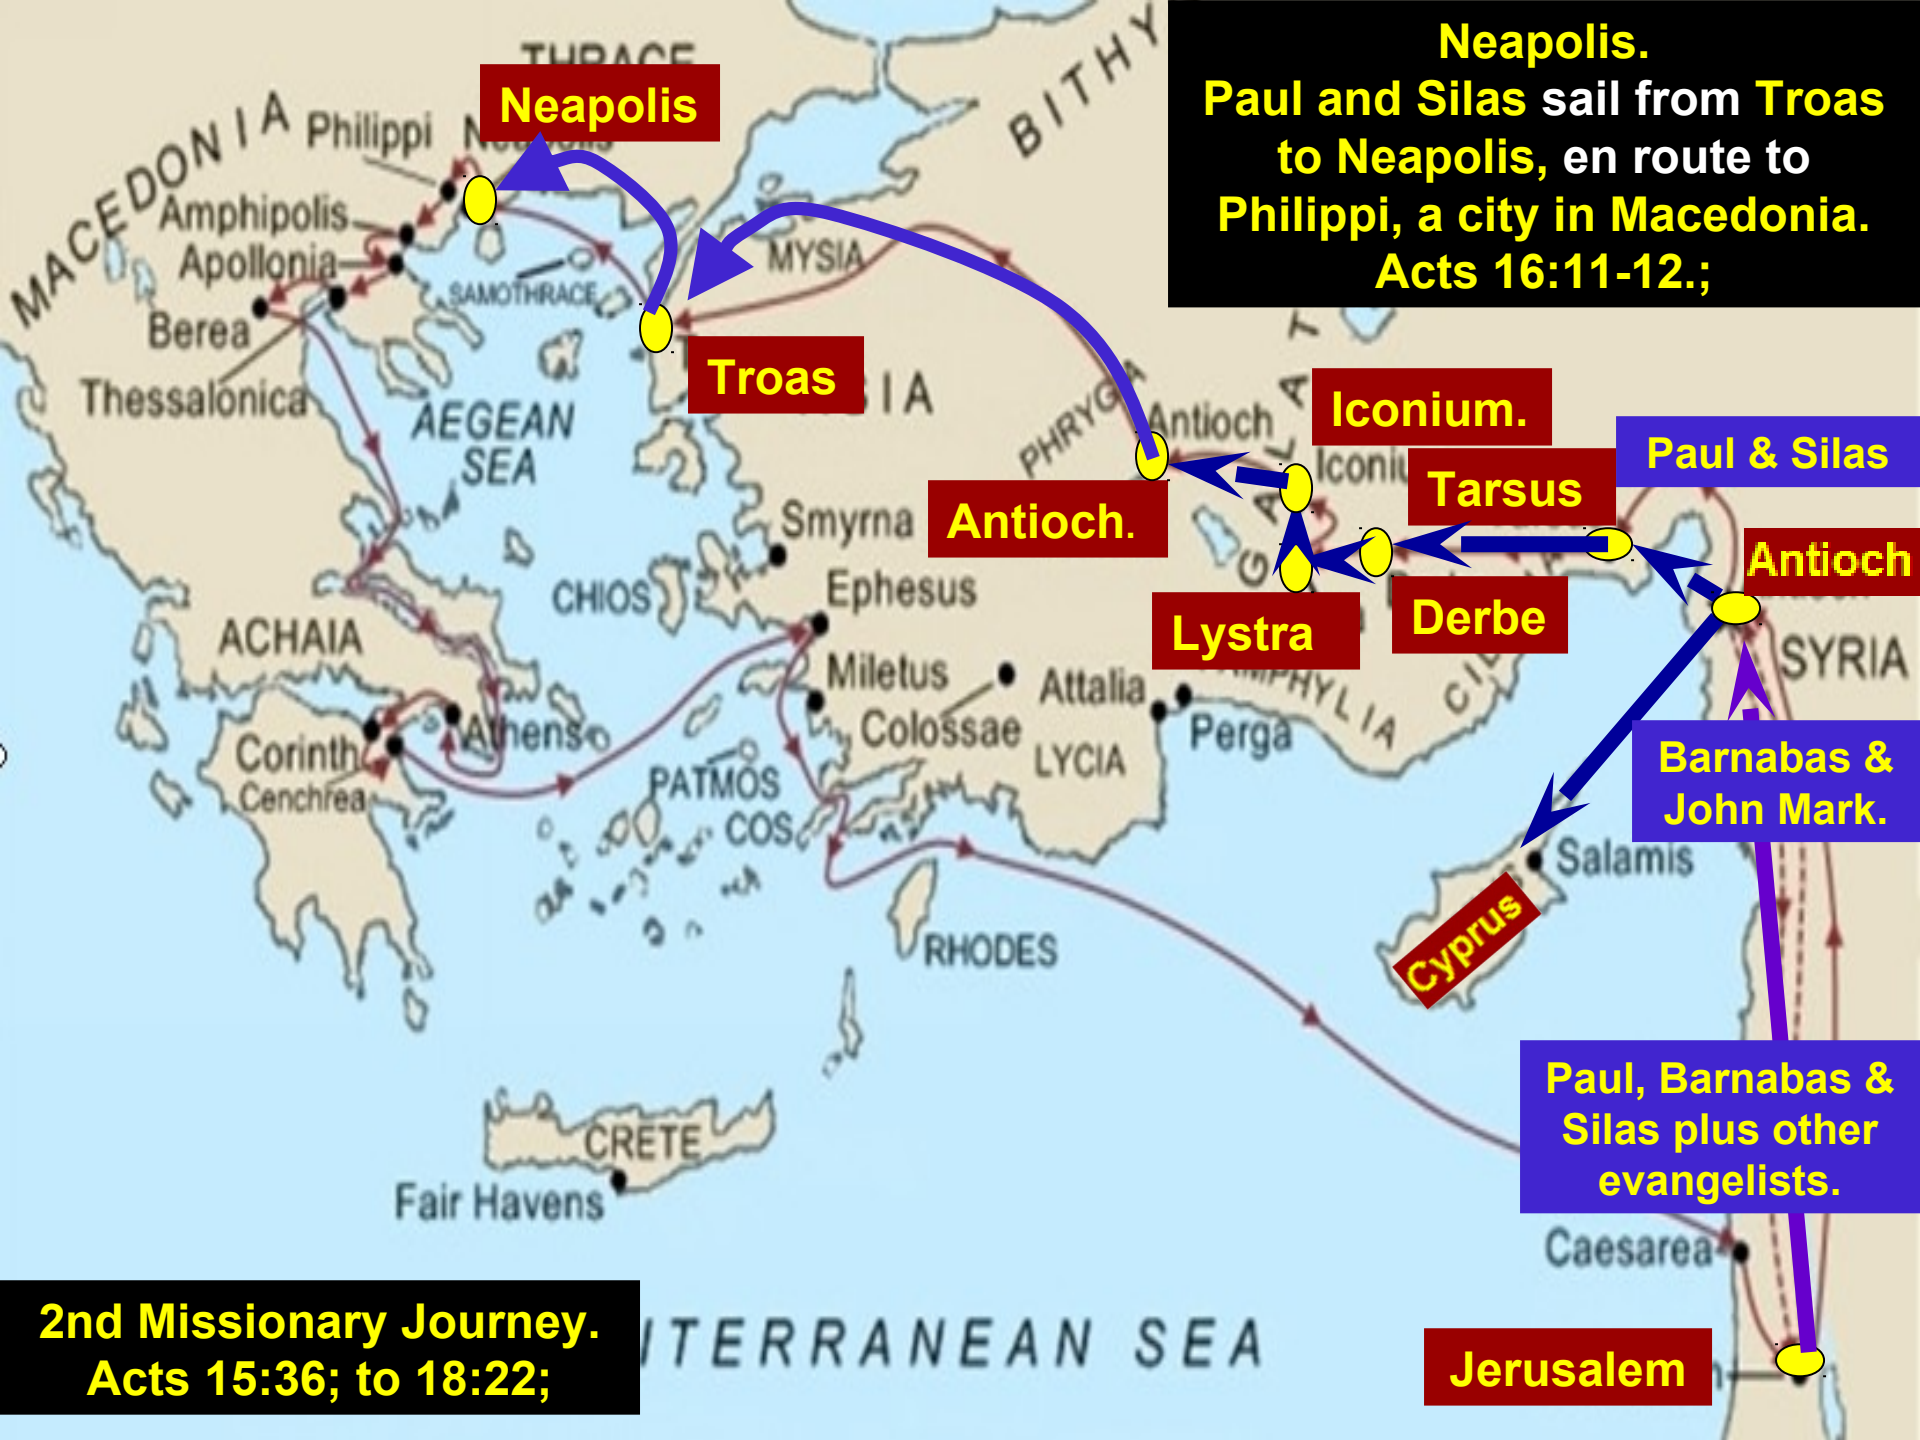 Neapolis.
Paul and Silas sail from Troas
to Neapolis, en route to
Philippi, a city in Macedonia.
Acts 16:11-12.;
THRACE
BITHY
MACEDONIA
Neapolis
Philippi
Amphipolis
Apollonia
SAMOTHRACE
MYSIA
Berea
Thessalonica
Troas
AEGEAN
SEA
PHRYGIA
Antioch
Iconium.
Paul & Silas
Tarsus
Antioch.
Antioch
Smyrna
CHIOS
Ephesus
Lystra
Derbe
ACHAIA
SYRIA
Miletus
Colossae
Attalia
Perga
LYCIA
Athens
Corinth
Cenchrea
PATMOS
COS
Barnabas &
John Mark.
Salamis
Cyprus
RHODES
Paul, Barnabas &
Silas plus other
evangelists.
CRETE
Fair Havens
Caesarea
2nd Missionary Journey.
Acts 15:36; to 18:22;
ITERRANEAN SEA
Jerusalem